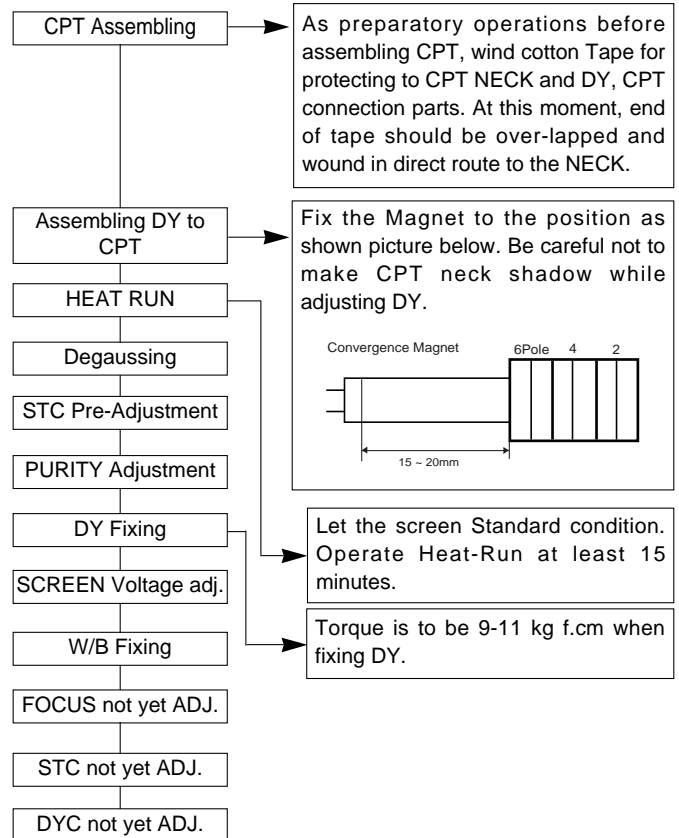 CPT Assembling
As preparatory operations before
assembling CPT, wind cotton Tape for
protecting to CPT NECK and DY, CPT
connection parts. At this moment, end
of tape should be over-lapped and
wound in direct route to the NECK.
Assembling DY to
CPT
Fix the Magnet to the position as
shown picture below. Be careful not to
make CPT neck shadow while
adjusting DY.
Convergence Magnet 6Pole 4 2
15 ~ 20mm
HEAT RUN
Degaussing
STC Pre-Adjustment
PURITY Adjustment
DY Fixing
Let the screen Standard condition.
Operate Heat-Run at least 15
minutes.
SCREEN Voltage adj.
Torque is to be 9-11 kg f.cm when
fixing DY.
W/B Fixing
FOCUS not yet ADJ.
STC not yet ADJ.
DYC not yet ADJ.